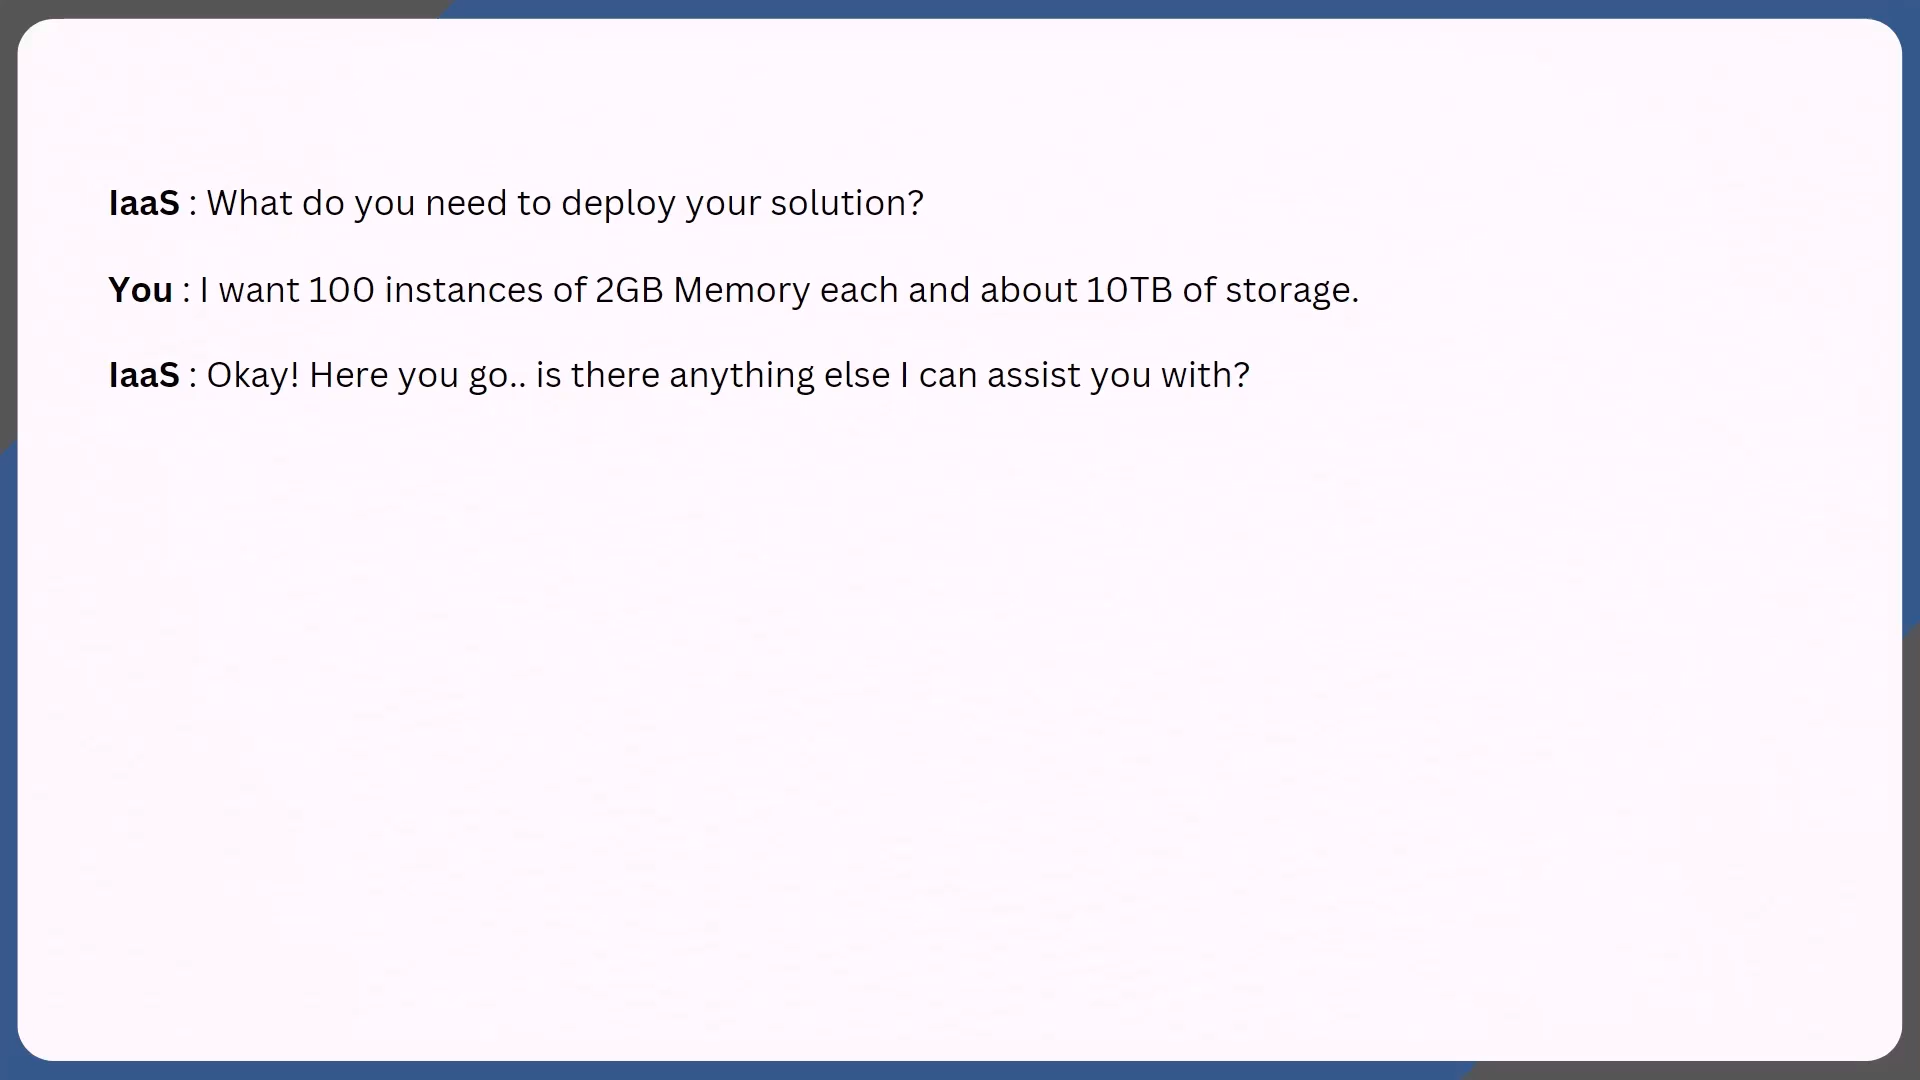 IaaS : What do you need to deploy your solution?
You : I want 100 instances of 2GB Memory each and about 10TB of storage.
IaaS : Okay! Here you go.. is there anything else I can assist you with?